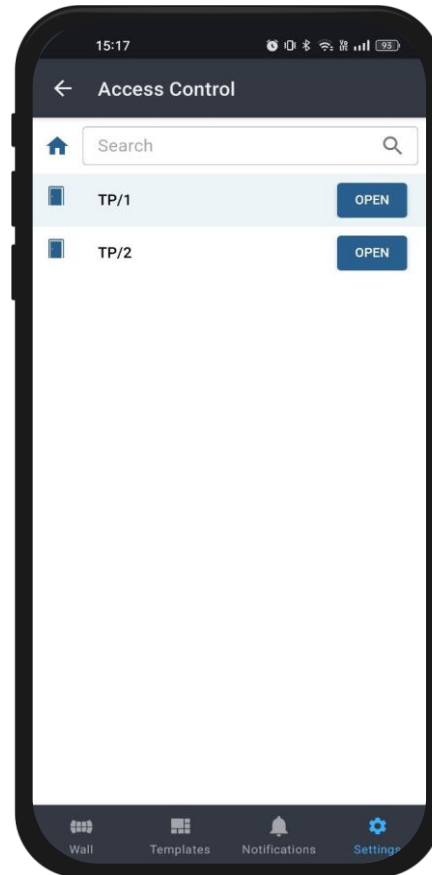 15:17 93
Access Control
Search
TP/1 OPEN
TP/2 OPEN
Wall Templates Notifications Settings